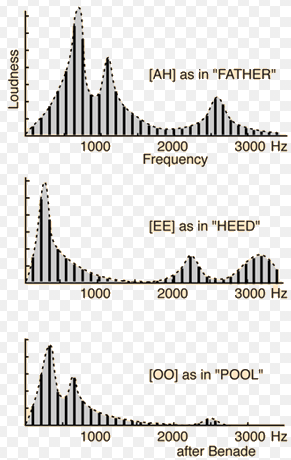 Loudness
[AH] as in "FATHER"
1000 2000 3000 Hz
Frequency
[EE] as in "HEED"
1000 2000 3000 Hz
[OO] as in "POOL"
1000 2000 3000 Hz
after Benade